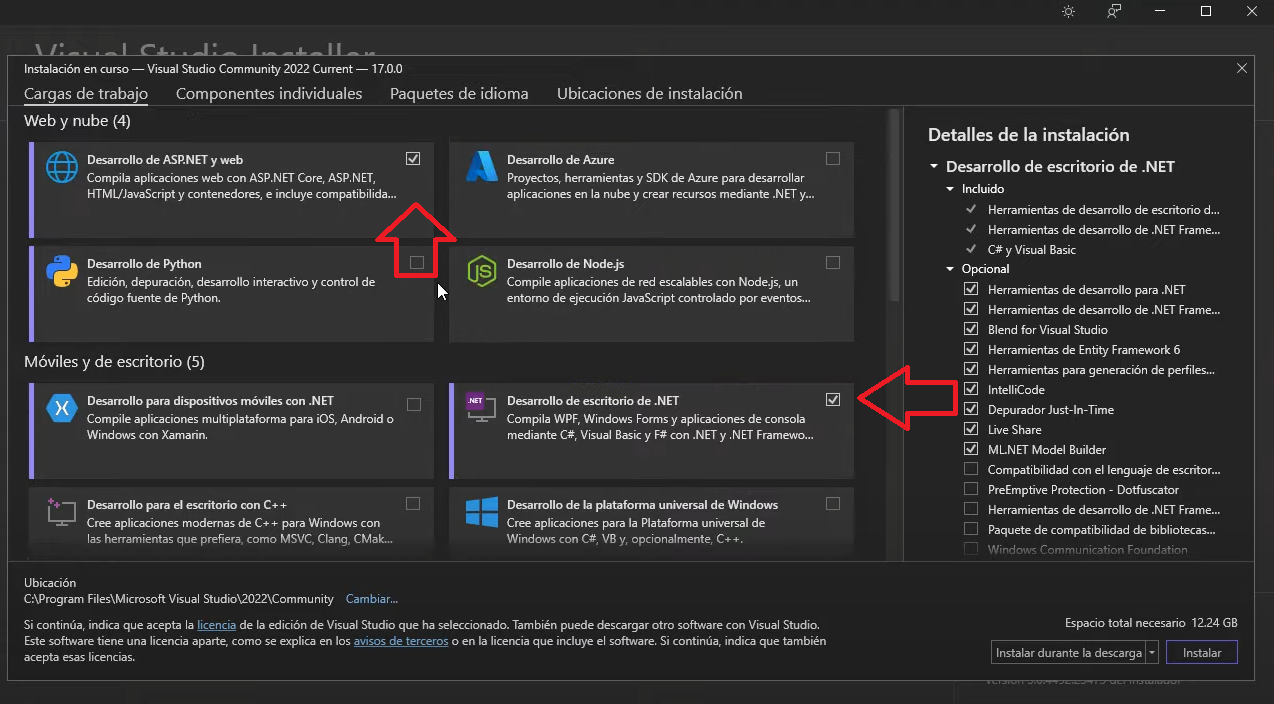 Visual Studio Installer
Instalación en curso — Visual Studio Community 2022 Current — 17.0.0
Cargas de trabajo
Componentes individuales
Paquetes de idioma
Ubicaciones de instalación
Web y nube (4)
Desarrollo de ASP.NET y web
Compila aplicaciones web con ASP.NET Core, ASP.NET,
HTML/JavaScript y contenedores, e incluye compatibilida...
Desarrollo de Azure
Proyectos, herramientas y SDK de Azure para desarrollar
aplicaciones en la nube y crear recursos mediante .NET y...
Desarrollo de Python
Edición, depuración, desarrollo interactivo y control de
código fuente de Python.
JS
Desarrollo de Node.js
Compile aplicaciones de red escalables con Node.js, un
entorno de ejecución JavaScript controlado por eventos...
Móviles y de escritorio (5)
Desarrollo para dispositivos móviles con .NET
Compile aplicaciones multiplataforma para iOS, Android o
Windows con Xamarin.
.NET
Desarrollo de escritorio de .NET
Compila WPF, Windows Forms y aplicaciones de consola
mediante C#, Visual Basic y F# con .NET y .NET Framewo...
Desarrollo para el escritorio con C++
Cree aplicaciones modernas de C++ para Windows con
las herramientas que prefiera, como MSVC, Clang, CMak...
Desarrollo de la plataforma universal de Windows
Cree aplicaciones para la Plataforma universal de
Windows con C#, VB y, opcionalmente, C++.
Detalles de la instalación
Desarrollo de escritorio de .NET
Incluido
Herramientas de desarrollo de escritorio d...
Herramientas de desarrollo de .NET Frame...
C# y Visual Basic
Opcional
Herramientas de desarrollo para .NET
Herramientas de desarrollo de .NET Frame...
Blend for Visual Studio
Herramientas de Entity Framework 6
Herramientas para generación de perfiles...
IntelliCode
Depurador Just-In-Time
Live Share
ML.NET Model Builder
Compatibilidad con el lenguaje de escritor...
PreEmptive Protection - Dotfuscator
Herramientas de desarrollo de .NET Frame...
Paquete de compatibilidad de bibliotecas...
Windows Communication Foundation
Ubicación
C:\Program Files\Microsoft Visual Studio\2022\Community Cambiar...
Si continúa, indica que acepta la licencia de la edición de Visual Studio que ha seleccionado. También puede descargar otro software con Visual Studio.
Este software tiene una licencia aparte, como se explica en los avisos de terceros o en la licencia que incluye el software. Si continúa, indica que también
acepta esas licencias.
Espacio total necesario 12.24 GB
Instalar durante la descarga
Instalar